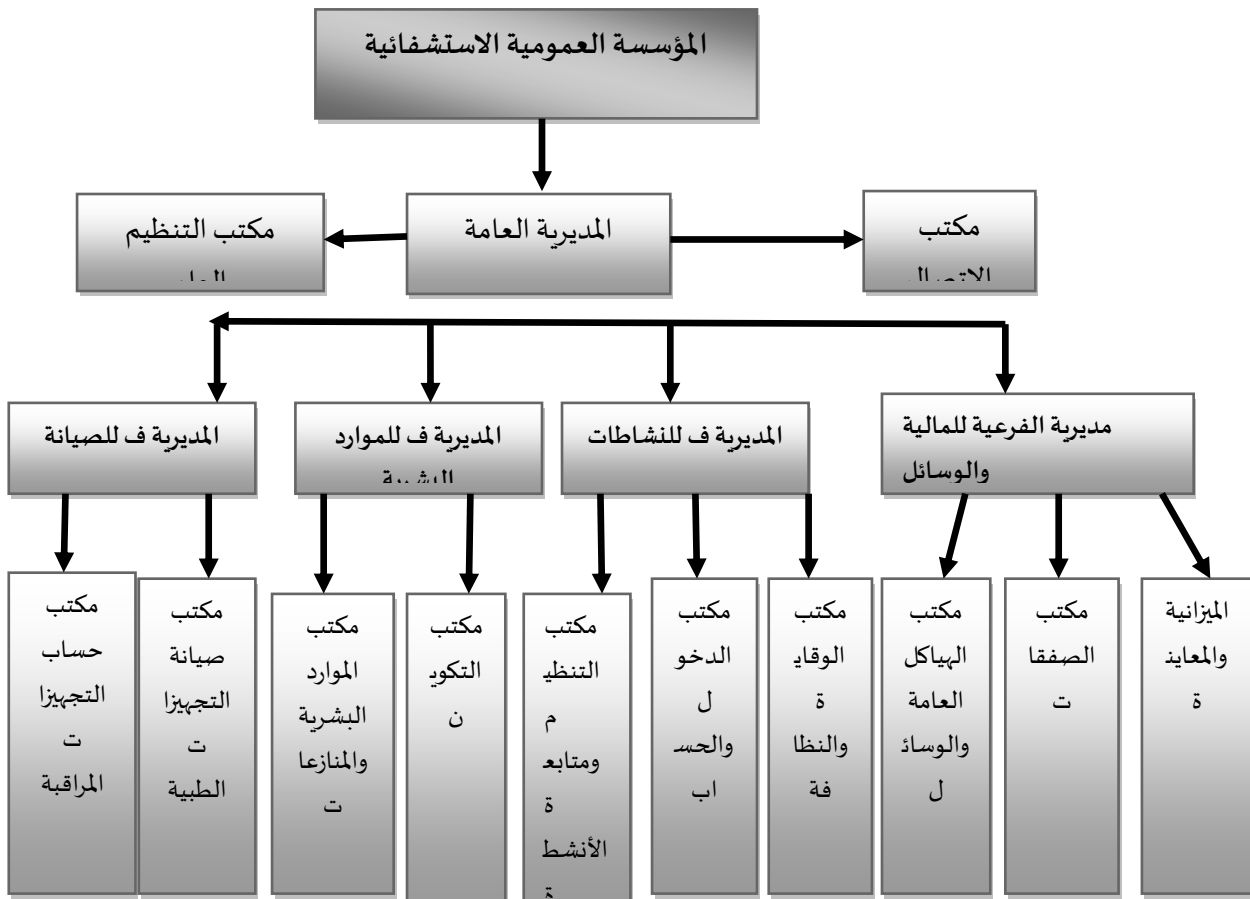 المؤسسة العمومية الاستشفائية
مكتب
الاتصال
المديرية العامة
مكتب التنظيم
مديرية الفرعية للمالية
والوسائل
المديرية ف للنشاطات
المديرية ف للموارد
البشرية
المديرية ف للصيانة
الميزانية
والمعاين
ة
مكتب
الصفقا
ت
مكتب
الهياكل
العامة
والوسائ
ل
مكتب
الوقاي
ة
والنظا
فة
مكتب
الدخو
ل
والحس
اب
مكتب
التنظي
م
ومتابع
ة
الأنشط
ة
مكتب
التكوي
ن
مكتب
الموارد
البشرية
والمنازعا
ت
مكتب
صيانة
التجهيزا
ت
الطبية
مكتب
حساب
التجهيزا
ت
المراقبة